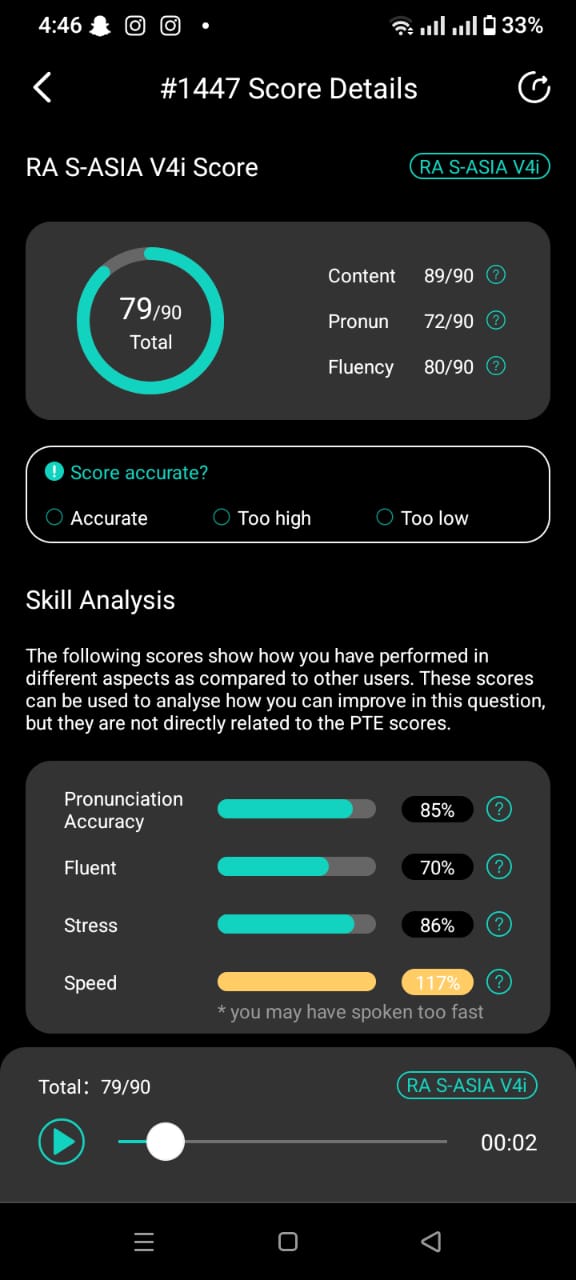 4:46
33%
#1447 Score Details
RA S-ASIA V4i Score
RA S-ASIA V4i
79/90
Total
Content 89/90 ?
Pronun 72/90 ?
Fluency 80/90 ?
! Score accurate?
Accurate Too high Too low
Skill Analysis
The following scores show how you have performed in
different aspects as compared to other users. These scores
can be used to analyse how you can improve in this question,
but they are not directly related to the PTE scores.
Pronunciation
Accuracy
85% ?
Fluent 70% ?
Stress 86% ?
Speed 117% ?
* you may have spoken too fast
Total: 79/90
RA S-ASIA V4i
00:02